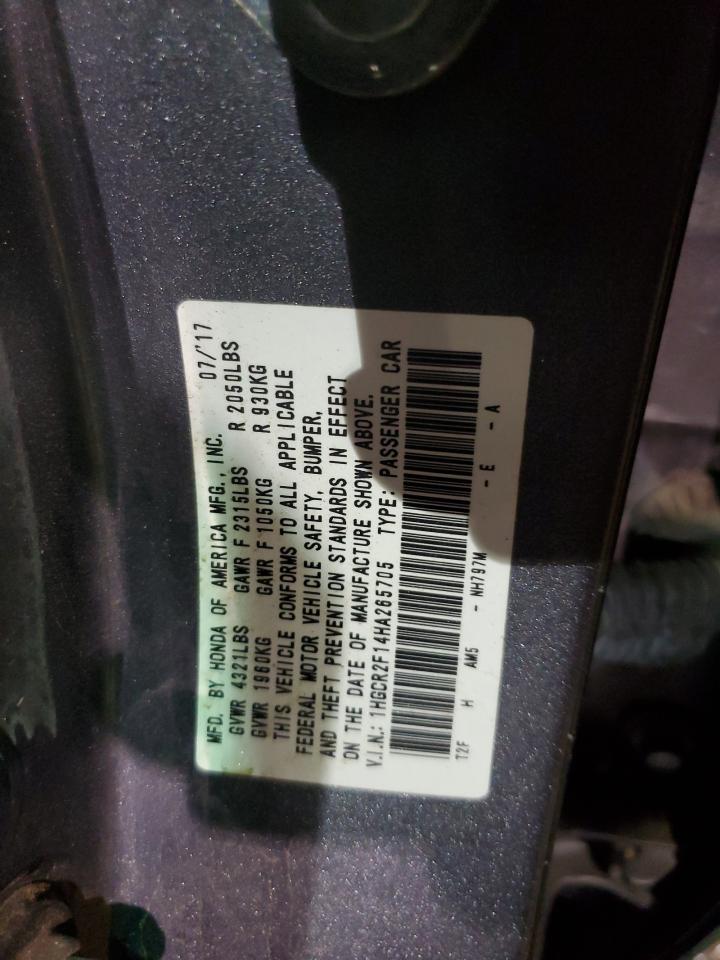 MFD. BY HONDA OF AMERICA MFG., INC. 07/'17
GVWR 4321LBS GAWR F 2315LBS R 2050LBS
GVWR 1960KG GAWR F 1050KG R 930KG
THIS VEHICLE CONFORMS TO ALL APPLICABLE
FEDERAL MOTOR VEHICLE SAFETY, BUMPER,
AND THEFT PREVENTION STANDARDS IN EFFECT
ON THE DATE OF MANUFACTURE SHOWN ABOVE.
V.I.N.: 1HGCR2F14HA265705 TYPE: PASSENGER CAR
T2F H AM5 - NH797M - E - A